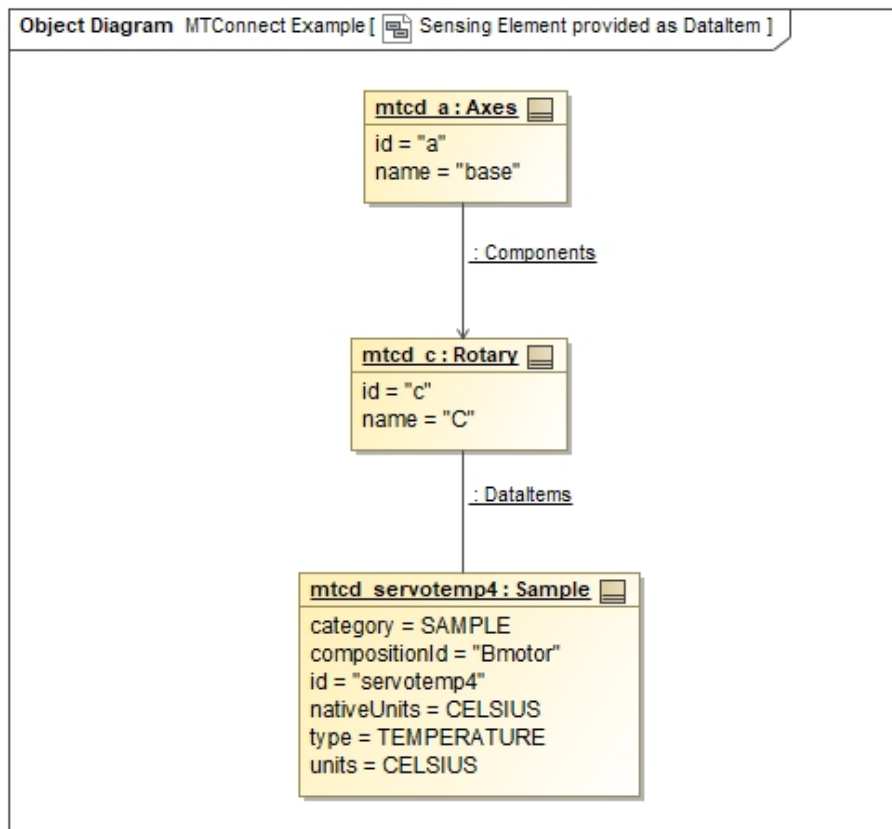 Object Diagram MTConnect Example [ Sensing Element provided as DataItem ]
mtcd_a : Axes
id = "a"
name = "base"
: Components
mtcd_c : Rotary
id = "c"
name = "C"
: DataItems
mtcd_servotemp4 : Sample
category = SAMPLE
compositionId = "Bmotor"
id = "servotemp4"
nativeUnits = CELSIUS
type = TEMPERATURE
units = CELSIUS